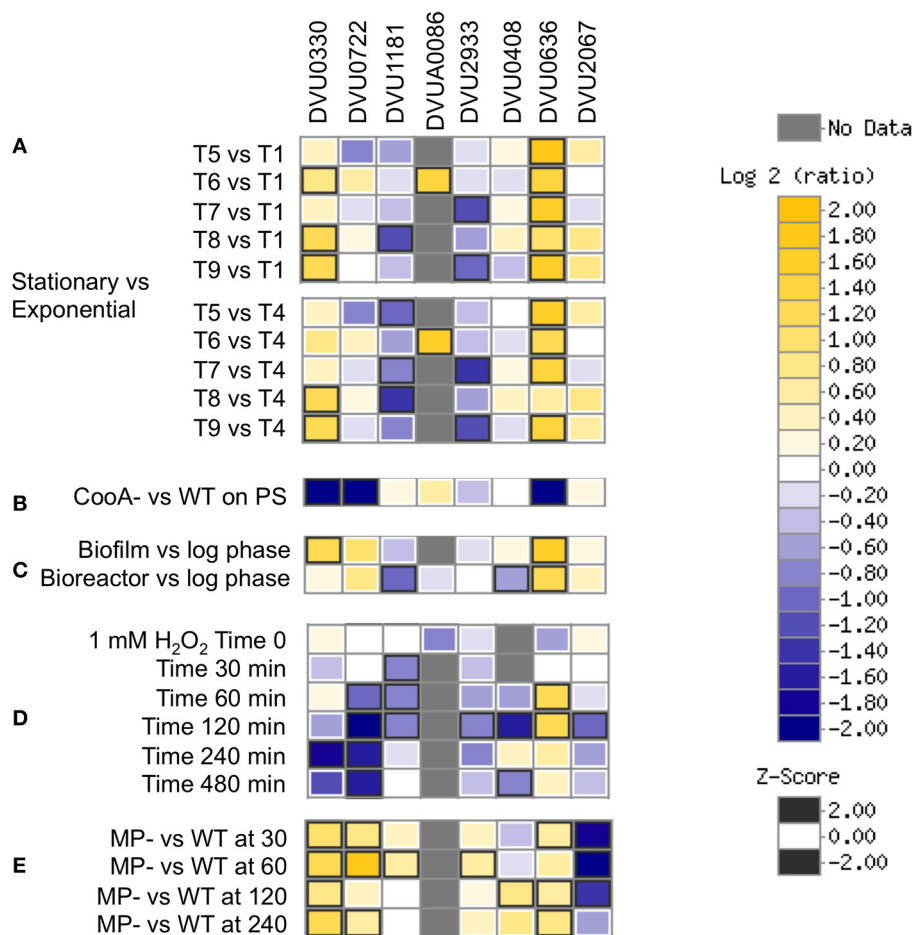 DVU0330
DVU0722
DVU1181
DVUA0086
DVU2933
DVU0408
DVU0636
DVU2067
A
Stationary vs
Exponential
T5 vs T1
T6 vs T1
T7 vs T1
T8 vs T1
T9 vs T1
T5 vs T4
T6 vs T4
T7 vs T4
T8 vs T4
T9 vs T4
B
CooA- vs WT on PS
C
Biofilm vs log phase
Bioreactor vs log phase
D
1 mM H₂O₂ Time 0
Time 30 min
Time 60 min
Time 120 min
Time 240 min
Time 480 min
E
MP- vs WT at 30
MP- vs WT at 60
MP- vs WT at 120
MP- vs WT at 240
No Data
Log 2 (ratio)
2.00
1.80
1.60
1.40
1.20
1.00
0.80
0.60
0.40
0.20
0.00
-0.20
-0.40
-0.60
-0.80
-1.00
-1.20
-1.40
-1.60
-1.80
-2.00
Z-Score
2.00
0.00
-2.00